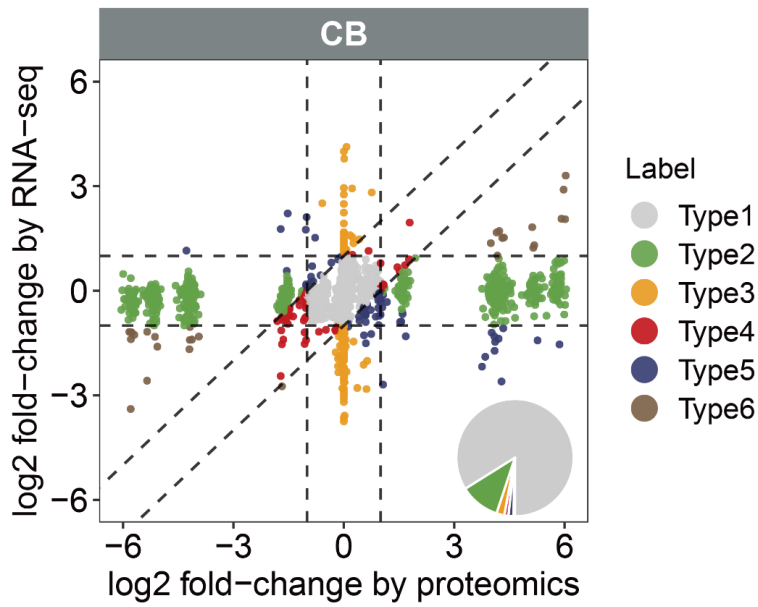 CB
log2 fold−change by RNA−seq
6
3
0
−3
−6
−6 −3 0 3 6
log2 fold−change by proteomics
Label
Type1
Type2
Type3
Type4
Type5
Type6